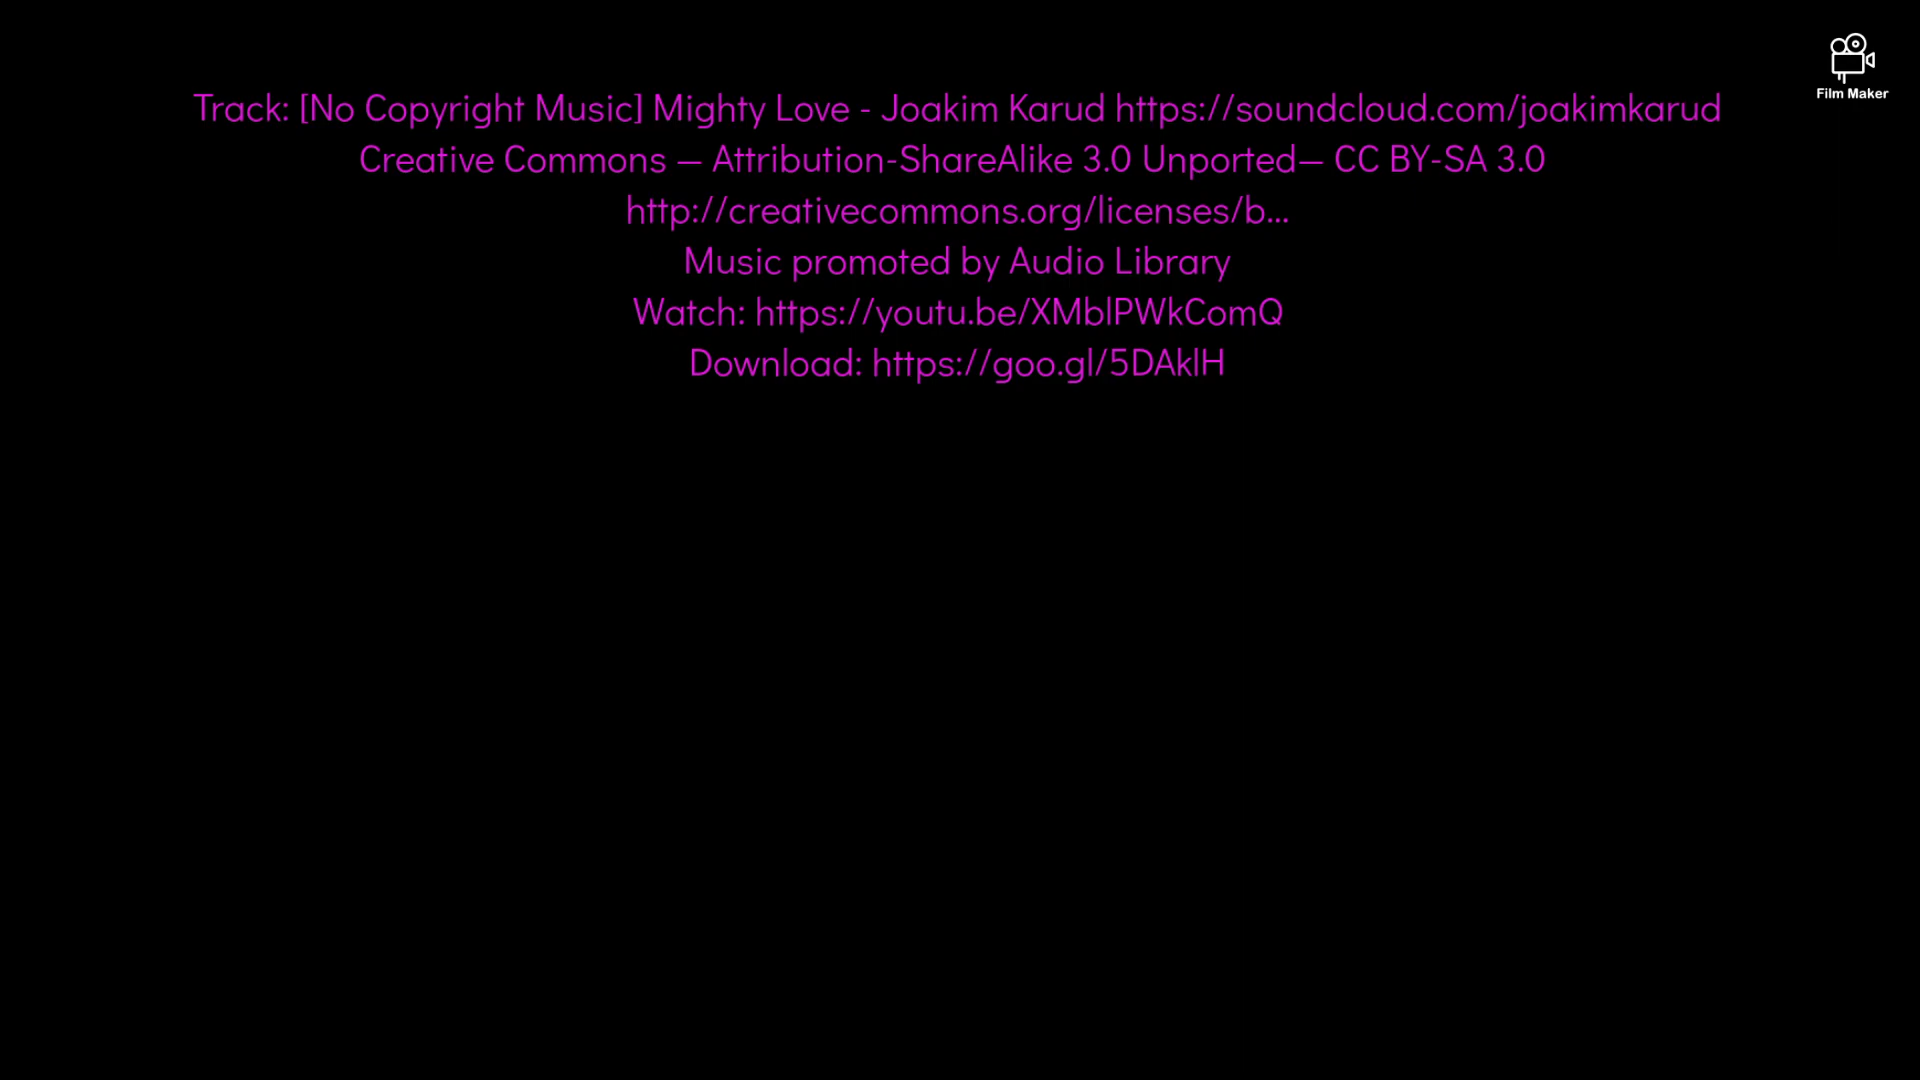 Film Maker
Track: [No Copyright Music] Mighty Love - Joakim Karud https://soundcloud.com/joakimkarud
Creative Commons — Attribution-ShareAlike 3.0 Unported— CC BY-SA 3.0
http://creativecommons.org/licenses/b...
Music promoted by Audio Library
Watch: https://youtu.be/XMblPWkComQ
Download: https://goo.gl/5DAklH